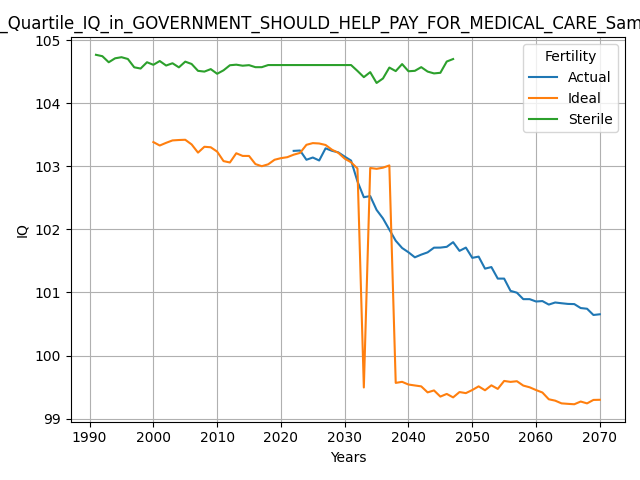 _Quartile_IQ_in_GOVERNMENT_SHOULD_HELP_PAY_FOR_MEDICAL_CARE_Sam
105
104
103
102
101
100
99
IQ
Fertility
Actual
Ideal
Sterile
1990 2000 2010 2020 2030 2040 2050 2060 2070
Years